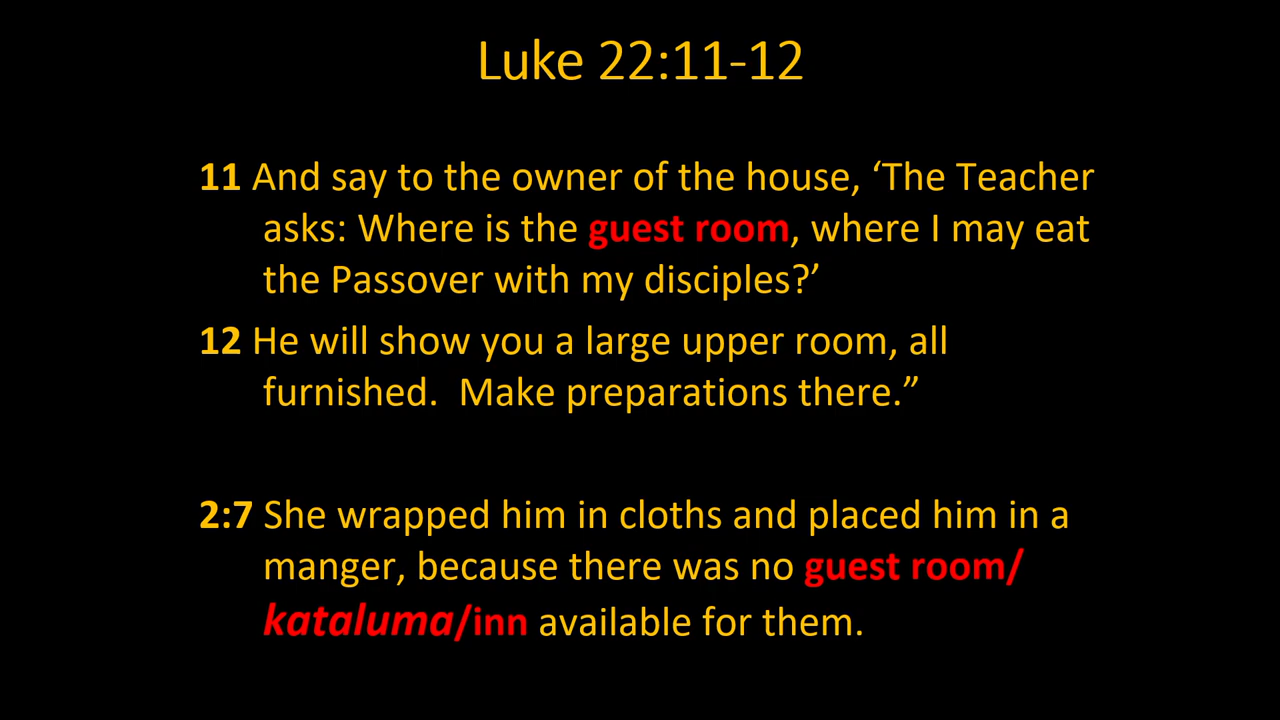 Luke 22:11-12
11 And say to the owner of the house, ‘The Teacher
asks: Where is the guest room, where I may eat
the Passover with my disciples?’
12 He will show you a large upper room, all
furnished.  Make preparations there.”
2:7 She wrapped him in cloths and placed him in a
manger, because there was no guest room/
kataluma/inn available for them.